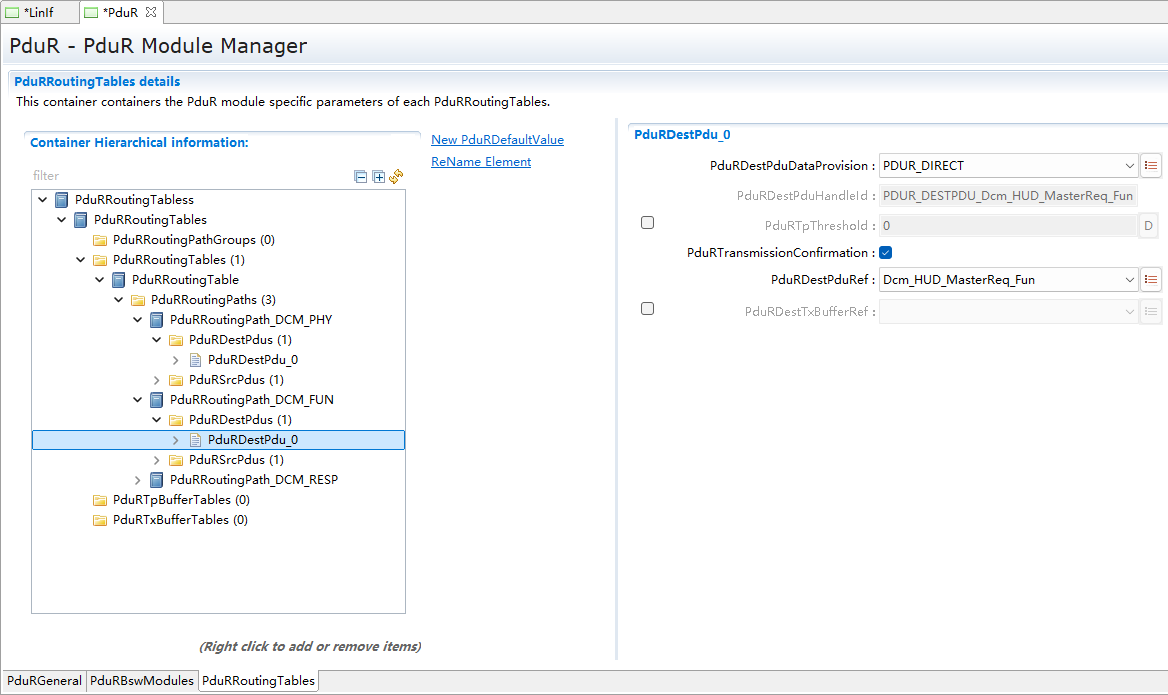 *LinIf
*PduR
PduR - PduR Module Manager
PduRRoutingTables details
This container containers the PduR module specific parameters of each PduRRoutingTables.
Container Hierarchical information:
New PduRDefaultValue
ReName Element
filter
PduRRoutingTabless
PduRRoutingTables
PduRRoutingPathGroups (0)
PduRRoutingTables (1)
PduRRoutingTable
PduRRoutingPaths (3)
PduRRoutingPath_DCM_PHY
PduRDestPdus (1)
PduRDestPdu_0
PduRSrcPdus (1)
PduRRoutingPath_DCM_FUN
PduRDestPdus (1)
PduRDestPdu_0
PduRSrcPdus (1)
PduRRoutingPath_DCM_RESP
PduRTpBufferTables (0)
PduRTxBufferTables (0)
(Right click to add or remove items)
PduRDestPdu_0
PduRDestPduDataProvision : PDUR_DIRECT
PduRDestPduHandleId : PDUR_DESTPDU_Dcm_HUD_MasterReq_Fun
PduRTpThreshold : 0 D
PduRTransmissionConfirmation :
PduRDestPduRef : Dcm_HUD_MasterReq_Fun
PduRDestTxBufferRef :
PduRGeneral PduRBswModules PduRRoutingTables